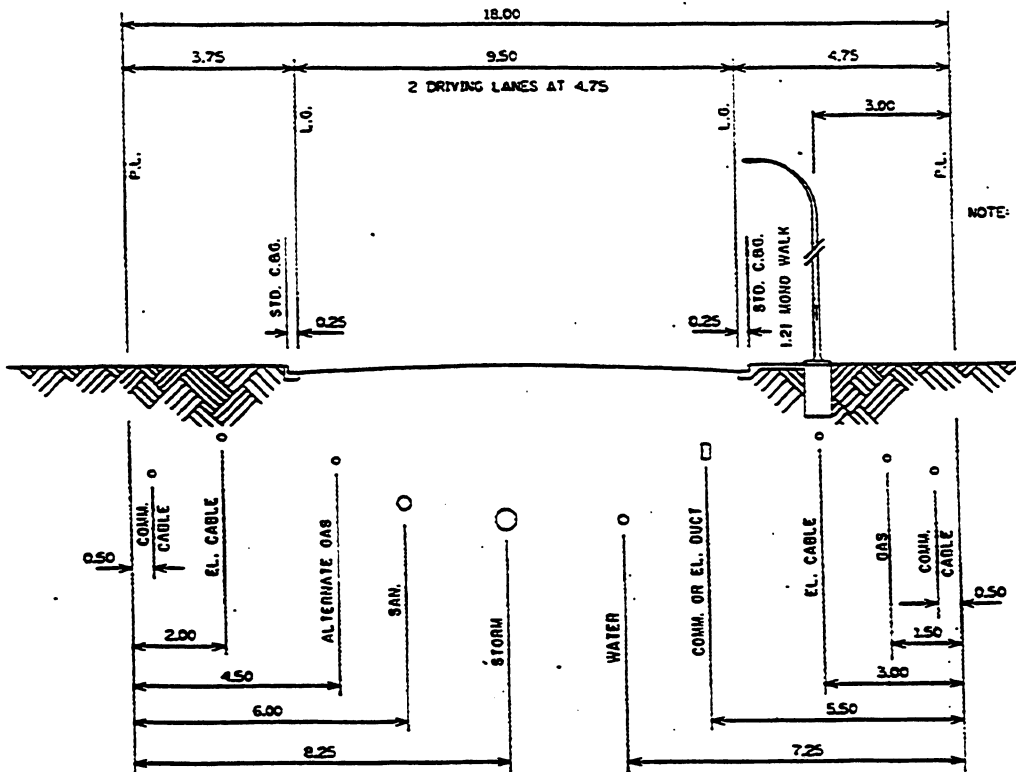 18.00
3.75
9.50
4.75
2 DRIVING LANES AT 4.75
3.00
P.L.
L.G.
L.G.
P.L.
NOTE:
STD. C.&G.
0.25
0.25
STD. C.&G.
1.21 MONO WALK
COMM. CABLE
EL. CABLE
ALTERNATE GAS
SAN.
STORM
WATER
COMM. OR EL. DUCT
EL. CABLE
GAS
COMM. CABLE
0.50
0.50
2.00
1.50
4.50
3.00
6.00
5.50
8.25
7.25